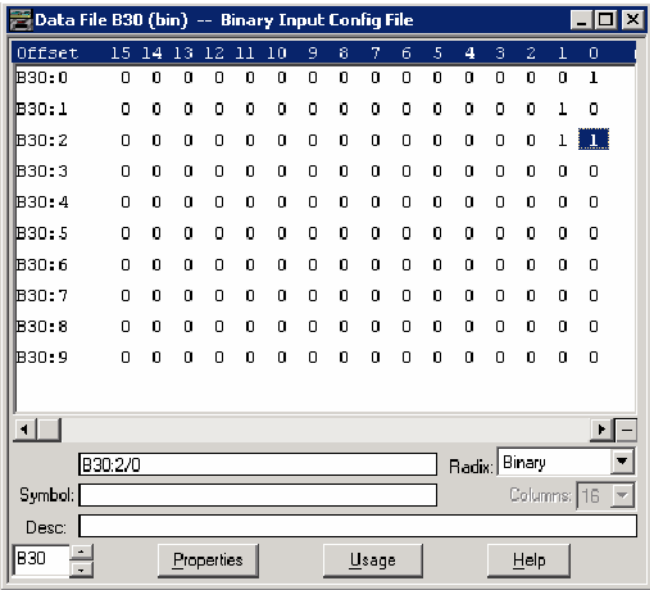 Data File B30 (bin) -- Binary Input Config File
Offset 15 14 13 12 11 10 9 8 7 6 5 4 3 2 1 0
B30:0 0 0 0 0 0 0 0 0 0 0 0 0 0 0 0 1
B30:1 0 0 0 0 0 0 0 0 0 0 0 0 0 0 1 0
B30:2 0 0 0 0 0 0 0 0 0 0 0 0 0 0 1 1
B30:3 0 0 0 0 0 0 0 0 0 0 0 0 0 0 0 0
B30:4 0 0 0 0 0 0 0 0 0 0 0 0 0 0 0 0
B30:5 0 0 0 0 0 0 0 0 0 0 0 0 0 0 0 0
B30:6 0 0 0 0 0 0 0 0 0 0 0 0 0 0 0 0
B30:7 0 0 0 0 0 0 0 0 0 0 0 0 0 0 0 0
B30:8 0 0 0 0 0 0 0 0 0 0 0 0 0 0 0 0
B30:9 0 0 0 0 0 0 0 0 0 0 0 0 0 0 0 0
B30:2/0 Radix: Binary
Symbol: Columns: 16
Desc:
B30 Properties Usage Help